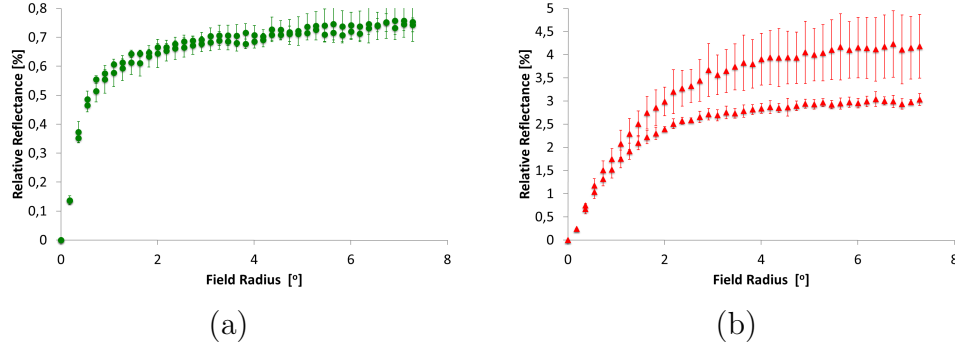 Relative Reflectance [%]
0,8
0,7
0,6
0,5
0,4
0,3
0,2
0,1
0
0 2 4 6 8
Field Radius [º]
(a)
Relative Reflectance [%]
5
4,5
4
3,5
3
2,5
2
1,5
1
0,5
0
0 2 4 6 8
Field Radius [º]
(b)